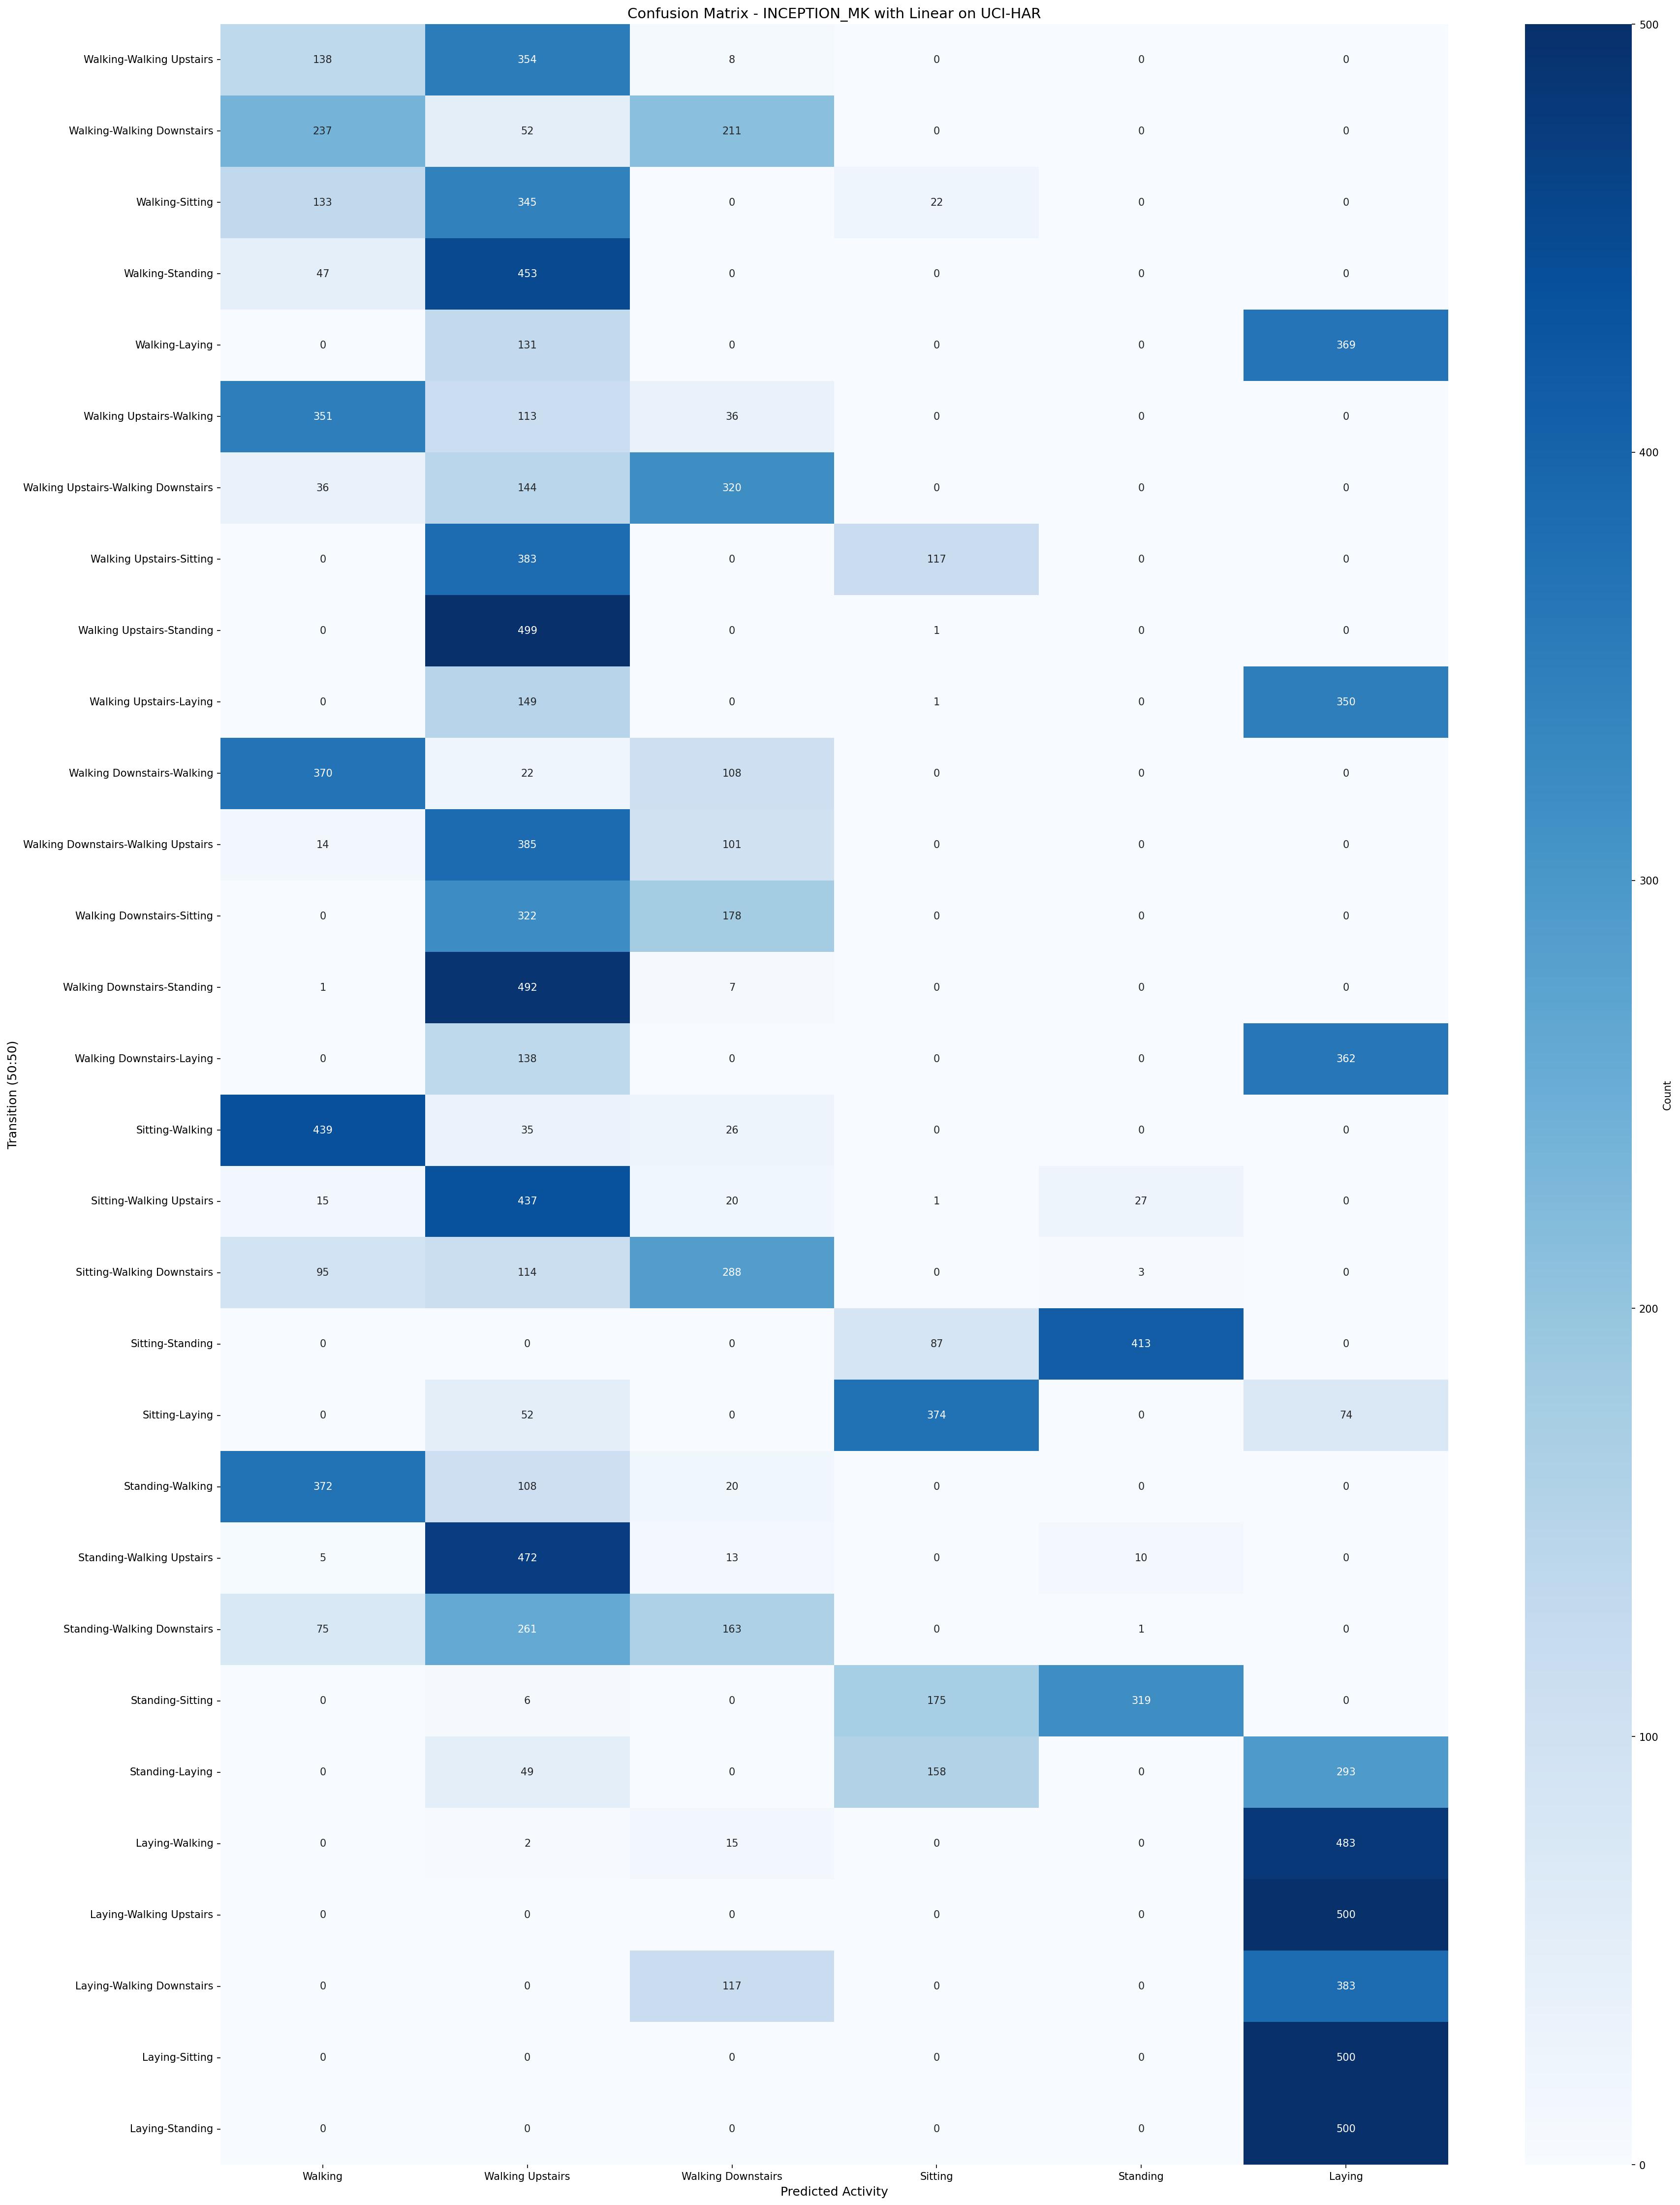 Confusion Matrix - INCEPTION_MK with Linear on UCI-HAR
Walking-Walking Upstairs 138 354 8 0 0 0
Walking-Walking Downstairs 237 52 211 0 0 0
Walking-Sitting 133 345 0 22 0 0
Walking-Standing 47 453 0 0 0 0
Walking-Laying 0 131 0 0 0 369
Walking Upstairs-Walking 351 113 36 0 0 0
Walking Upstairs-Walking Downstairs 36 144 320 0 0 0
Walking Upstairs-Sitting 0 383 0 117 0 0
Walking Upstairs-Standing 0 499 0 1 0 0
Walking Upstairs-Laying 0 149 0 1 0 350
Walking Downstairs-Walking 370 22 108 0 0 0
Walking Downstairs-Walking Upstairs 14 385 101 0 0 0
Walking Downstairs-Sitting 0 322 178 0 0 0
Walking Downstairs-Standing 1 492 7 0 0 0
Walking Downstairs-Laying 0 138 0 0 0 362
Sitting-Walking 439 35 26 0 0 0
Sitting-Walking Upstairs 15 437 20 1 27 0
Sitting-Walking Downstairs 95 114 288 0 3 0
Sitting-Standing 0 0 0 87 413 0
Sitting-Laying 0 52 0 374 0 74
Standing-Walking 372 108 20 0 0 0
Standing-Walking Upstairs 5 472 13 0 10 0
Standing-Walking Downstairs 75 261 163 0 1 0
Standing-Sitting 0 6 0 175 319 0
Standing-Laying 0 49 0 158 0 293
Laying-Walking 0 2 15 0 0 483
Laying-Walking Upstairs 0 0 0 0 0 500
Laying-Walking Downstairs 0 0 117 0 0 383
Laying-Sitting 0 0 0 0 0 500
Laying-Standing 0 0 0 0 0 500
Walking Walking Upstairs Walking Downstairs Sitting Standing Laying
Predicted Activity
Transition (50:50)
500
400
300
200
100
0
Count